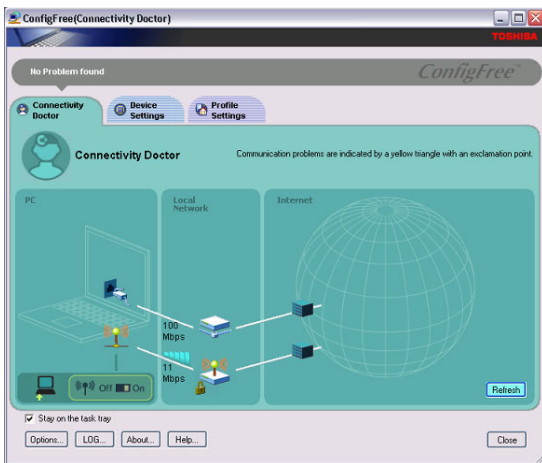 ConfigFree(Connectivity Doctor)
TOSHIBA
No Problem found
ConfigFree™
Connectivity
Doctor
Device
Settings
Profile
Settings
Connectivity Doctor
Communication problems are indicated by a yellow triangle with an exclamation point.
PC
Local
Network
Internet
100
Mbps
11
Mbps
Off On
Refresh
Stay on the task tray
Options...
LOG...
About...
Help...
Close